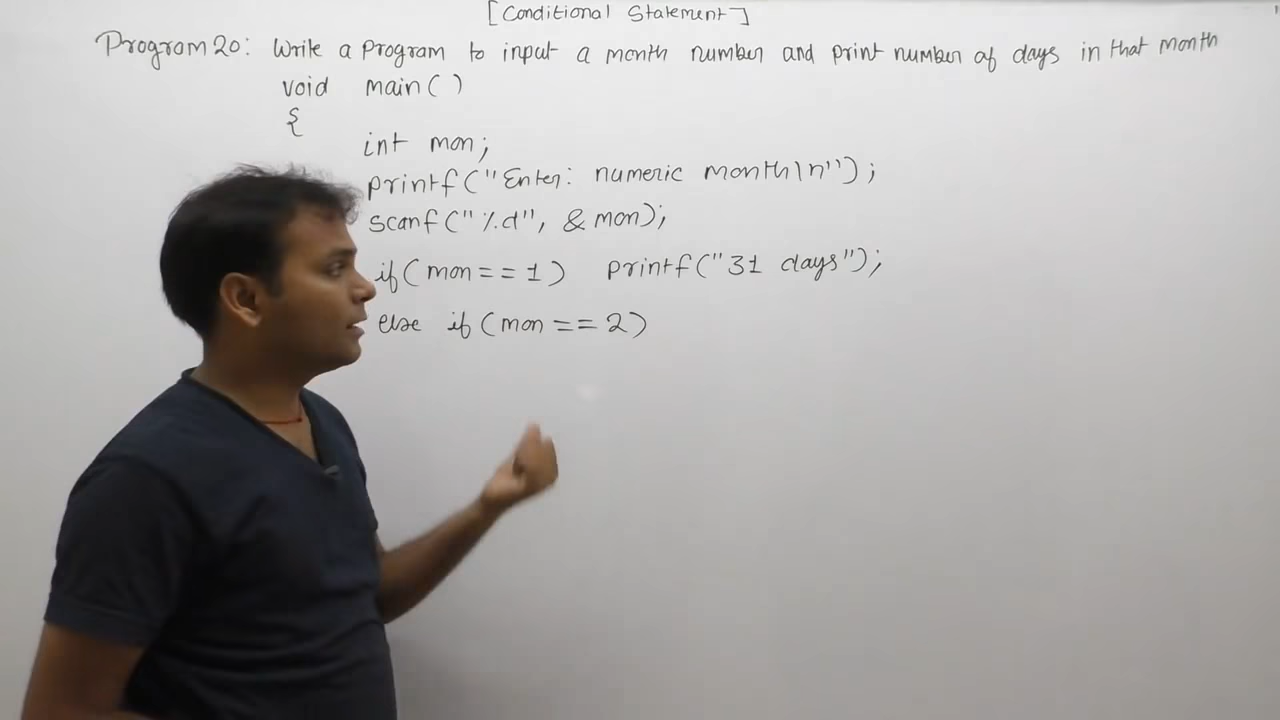 [Conditional Statement]
Program 20: Write a program to input a month number and print number of days in that month
void main( )
{
int mon;
printf("Enter: numeric month\n");
scanf("%d", & mon);
if(mon==1) printf("31 days");
else if(mon==2)